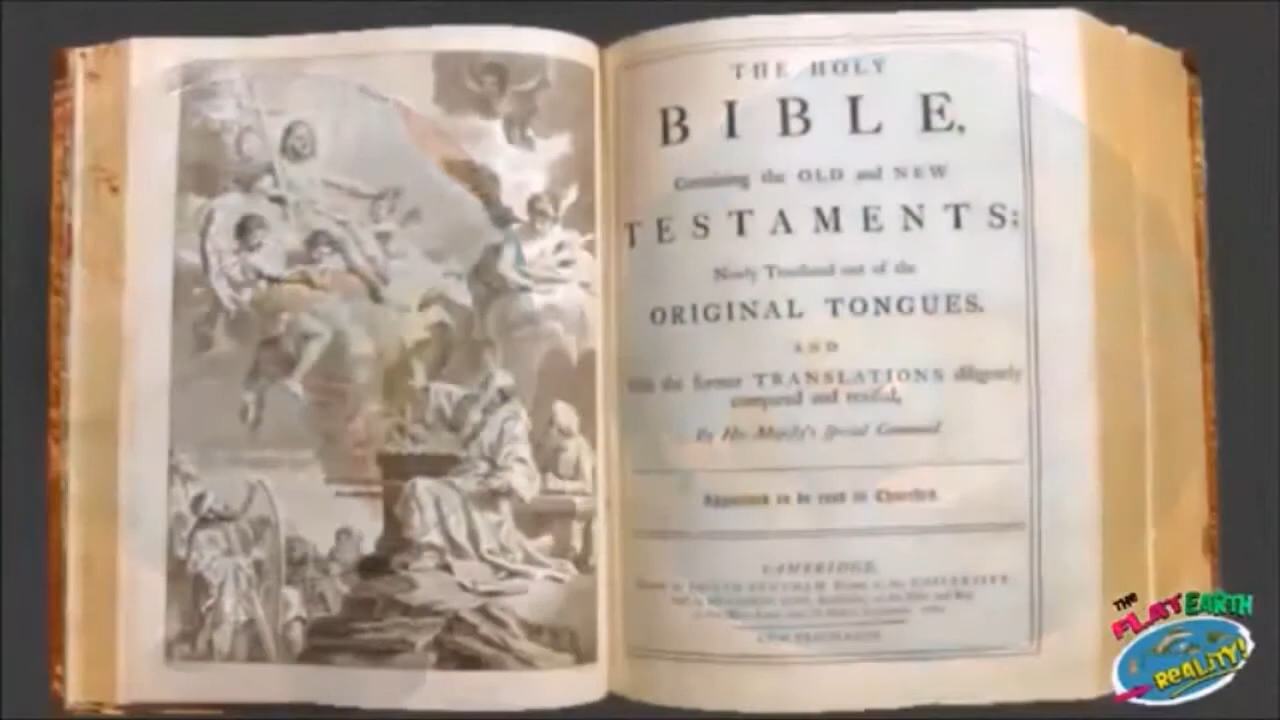 THE HOLY
BIBLE,
Containing the OLD and NEW
TESTAMENTS:
Newly Translated out of the
ORIGINAL TONGUES.
AND
With the former TRANSLATIONS diligently
compared and revised,
By His Majesty's Special Command.
Appointed to be read in Churches.
CAMBRIDGE,
UNIVERSITY
THE
FLAT EARTH
REALITY!